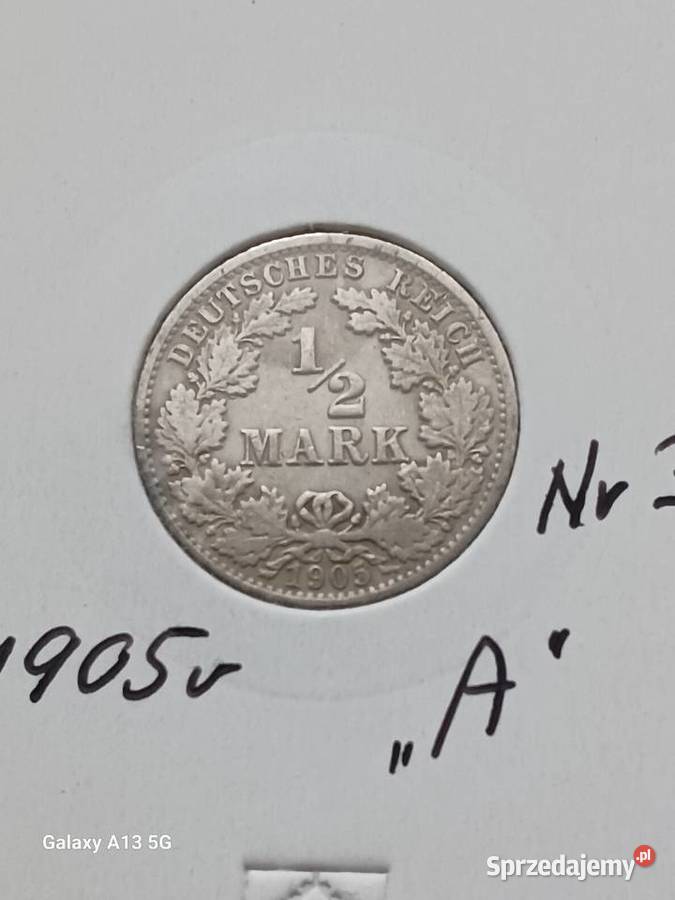 DEUTSCHES REICH
1/2
MARK
1905
Nr
1905r
„A"
Galaxy A13 5G
Sprzedajemy.pl